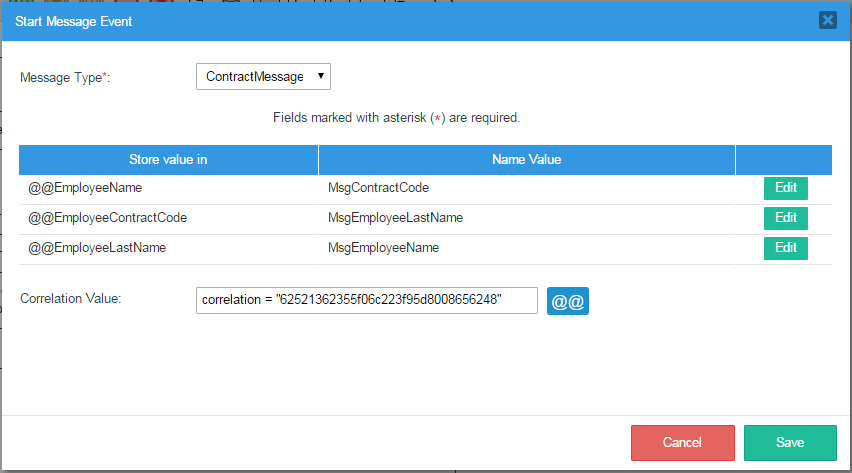 Start Message Event
Message Type*:
ContractMessage
Fields marked with asterisk (*) are required.
Store value in Name Value
@@EmployeeName MsgContractCode Edit
@@EmployeeContractCode MsgEmployeeLastName Edit
@@EmployeeLastName MsgEmployeeName Edit
Correlation Value: correlation = "62521362355f06c223f95d8008656248" @@
Cancel Save